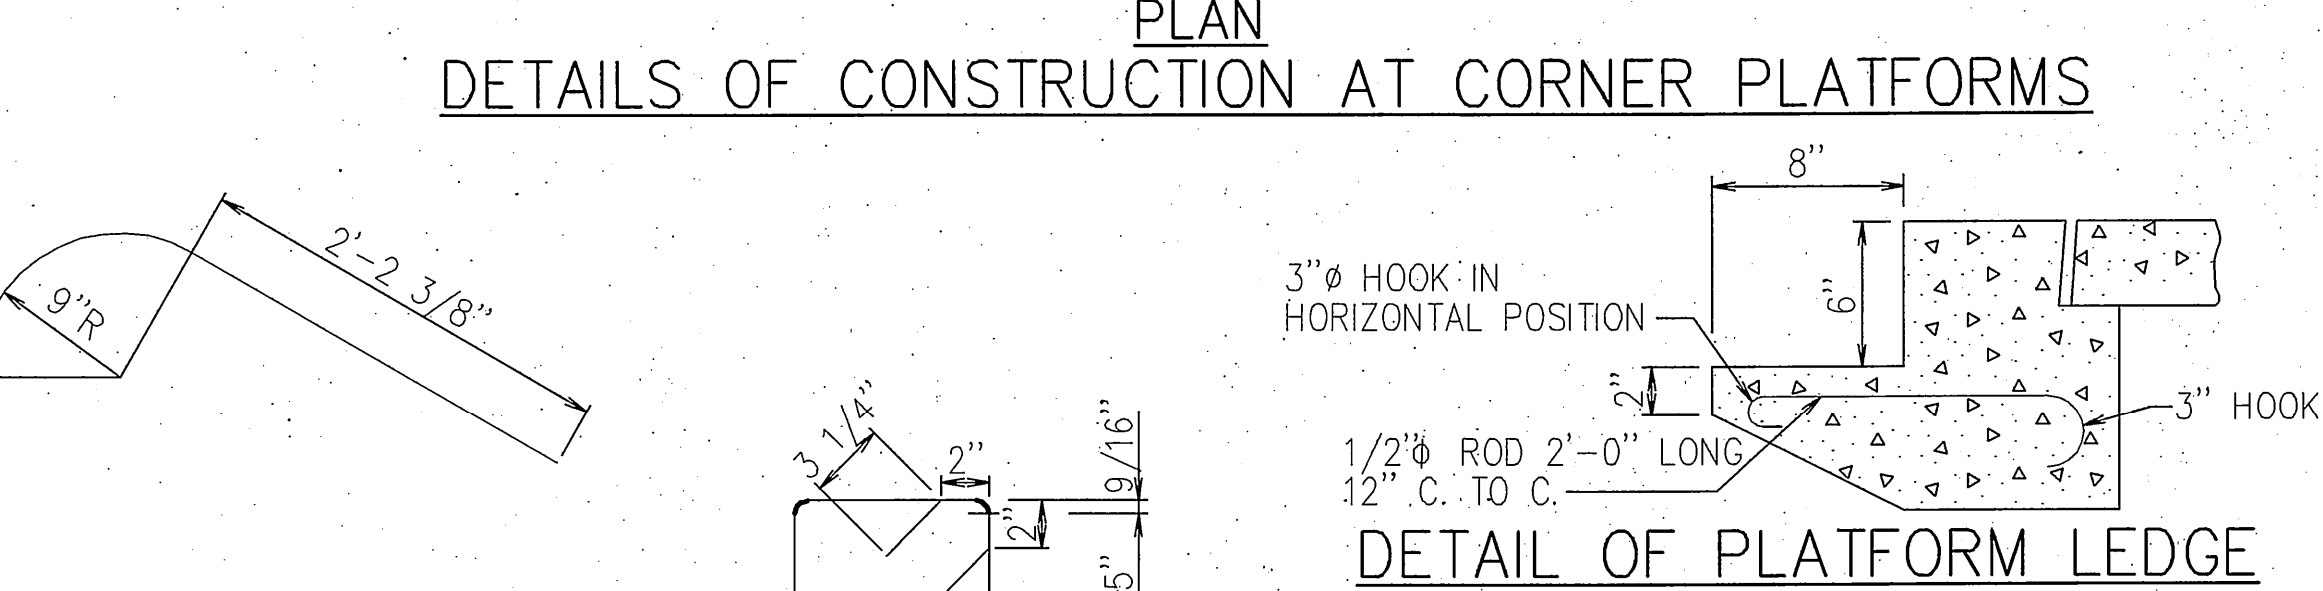 PLAN
DETAILS OF CONSTRUCTION AT CORNER PLATFORMS
2'-2 3/8"
9"R
3 1/4"
2"
9/16"
2"
5"
8"
6"
2"
3"φ HOOK IN
HORIZONTAL POSITION
3" HOOK
1/2"φ ROD 2'-0" LONG
12" C. TO C.
DETAIL OF PLATFORM LEDGE